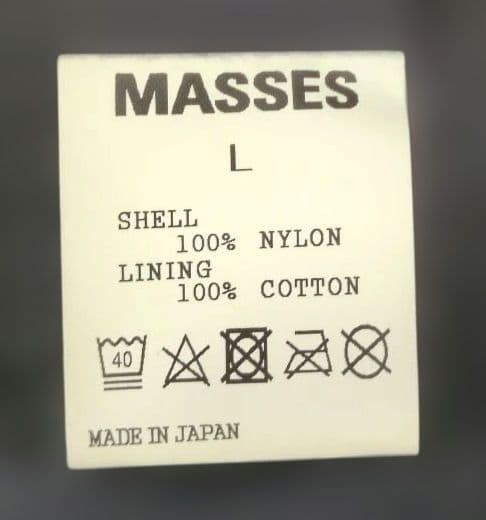 MASSES
L
SHELL
100% NYLON
LINING
100% COTTON
40
MADE IN JAPAN